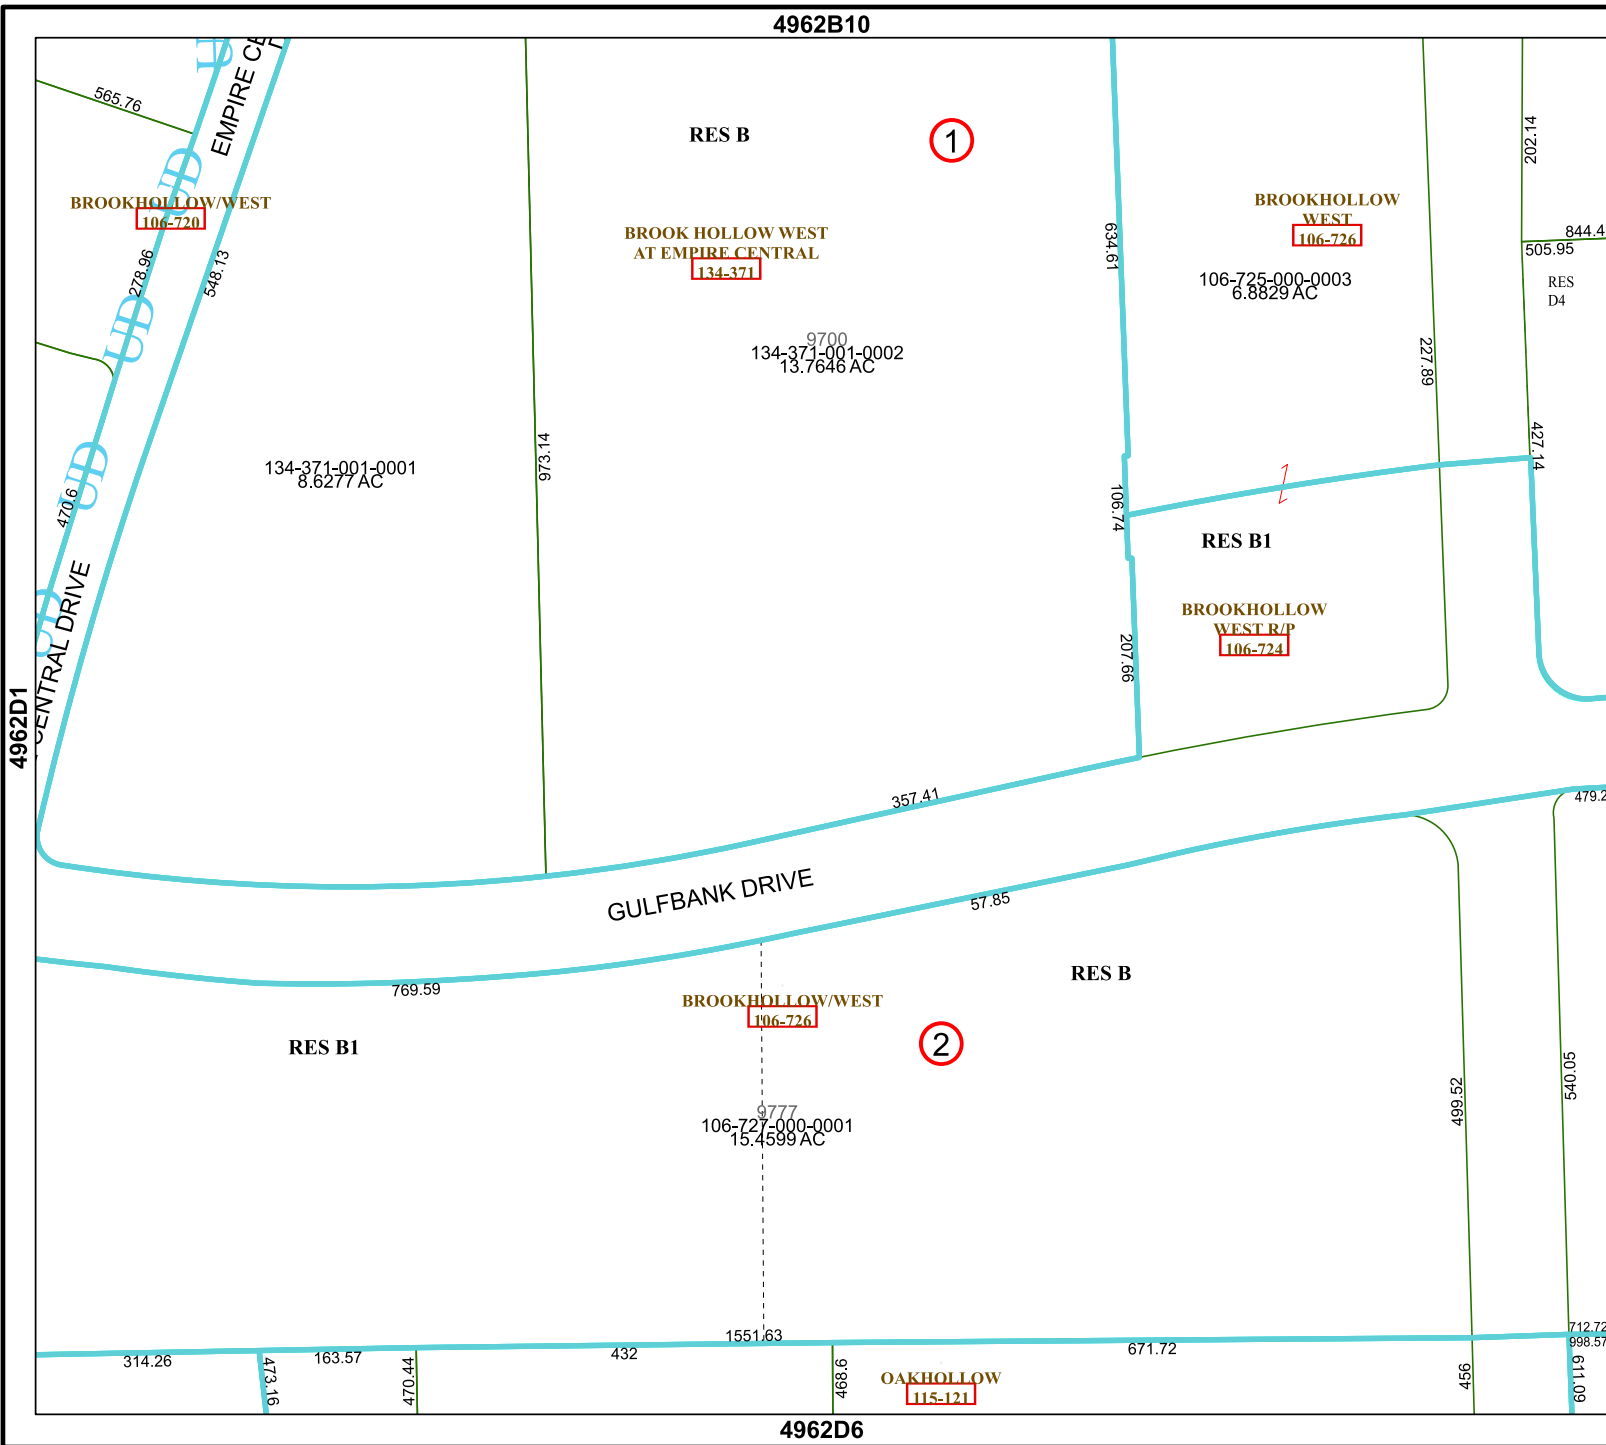 4962B10
565.76
EMPIRE CE
UD
RES B
1
202.14
BROOKHOLLOW/WEST
106-720
UD
BROOK HOLLOW WEST
AT EMPIRE CENTRAL
134-371
634.61
BROOKHOLLOW
WEST
106-726
844.4
505.95
278.96
548.13
106-725-000-0003
6.8829 AC
RES
D4
UD
9700
134-371-001-0002
13.7646 AC
227.89
973.14
427.14
134-371-001-0001
8.6277 AC
UD
470.6
106.74
RES B1
CENTRAL DRIVE
UD
BROOKHOLLOW
WEST R/P
106-724
207.66
4962D1
357.41
479.2
GULFBANK DRIVE
57.85
769.59
RES B
BROOKHOLLOW/WEST
106-726
2
RES B1
499.52
540.05
9777
106-727-000-0001
15.4599 AC
1551.63
712.72
998.57
314.26
163.57
432
671.72
473.16
470.44
468.6
OAKHOLLOW
115-121
456
611.09
4962D6